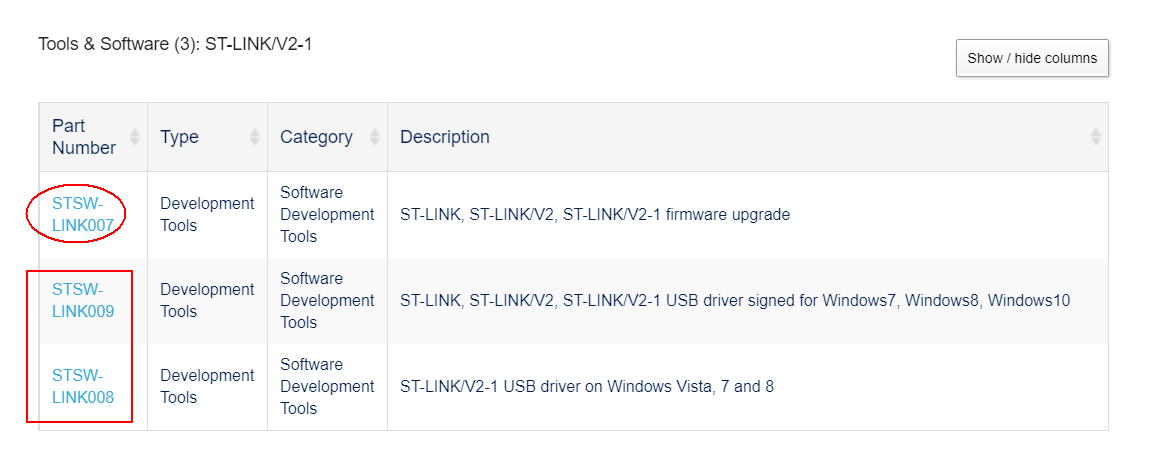 Tools & Software (3): ST-LINK/V2-1
Show / hide columns
Part
Number
Type
Category
Description
STSW-
LINK007
Development
Tools
Software
Development
Tools
ST-LINK, ST-LINK/V2, ST-LINK/V2-1 firmware upgrade
STSW-
LINK009
Development
Tools
Software
Development
Tools
ST-LINK, ST-LINK/V2, ST-LINK/V2-1 USB driver signed for Windows7, Windows8, Windows10
STSW-
LINK008
Development
Tools
Software
Development
Tools
ST-LINK/V2-1 USB driver on Windows Vista, 7 and 8